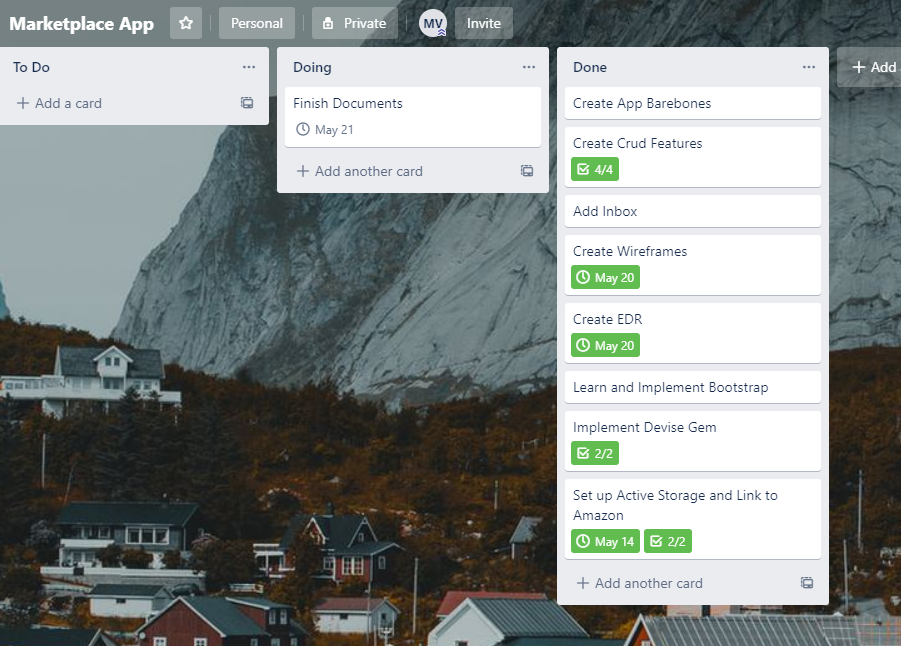 Marketplace App
Personal
Private
MV
Invite
To Do
Add a card
Doing
Finish Documents
May 21
Add another card
Done
Create App Barebones
Create Crud Features
4/4
Add Inbox
Create Wireframes
May 20
Create EDR
May 20
Learn and Implement Bootstrap
Implement Devise Gem
2/2
Set up Active Storage and Link to
Amazon
May 14 2/2
Add another card
Add